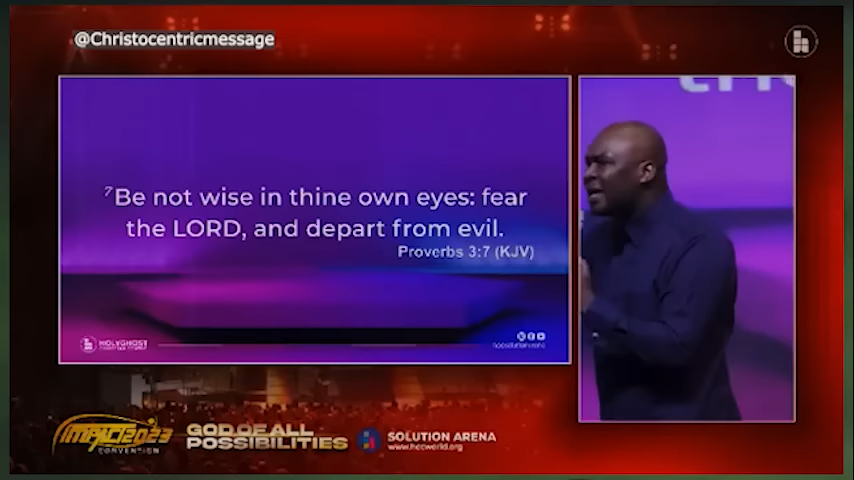 @Christocentricmessage
7Be not wise in thine own eyes: fear
the LORD, and depart from evil.
Proverbs 3:7 (KJV)
HOLYGHOST
IMPACT2023
CONVENTION
GOD OF ALL
POSSIBILITIES
SOLUTION ARENA
www.hccworld.org